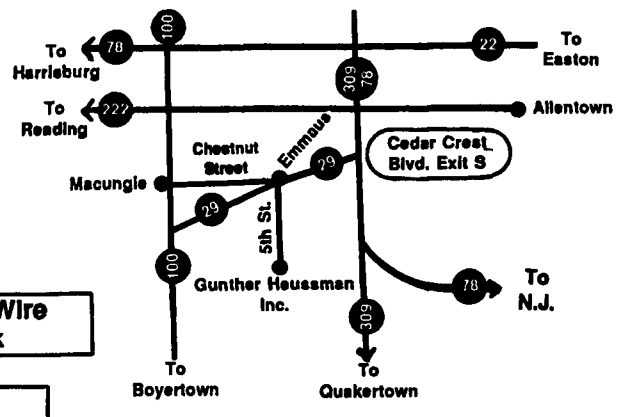 100
To
Harrisburg
78
22
To
Easton
309
78
To
Reading
222
Allentown
Chestnut
Street
Emmaus
Cedar Crest
Blvd. Exit S
Macungie
29
29
5th St.
100
Gunther Heussman
Inc.
78
To
N.J.
Wire
309
To
Boyertown
To
Quakertown